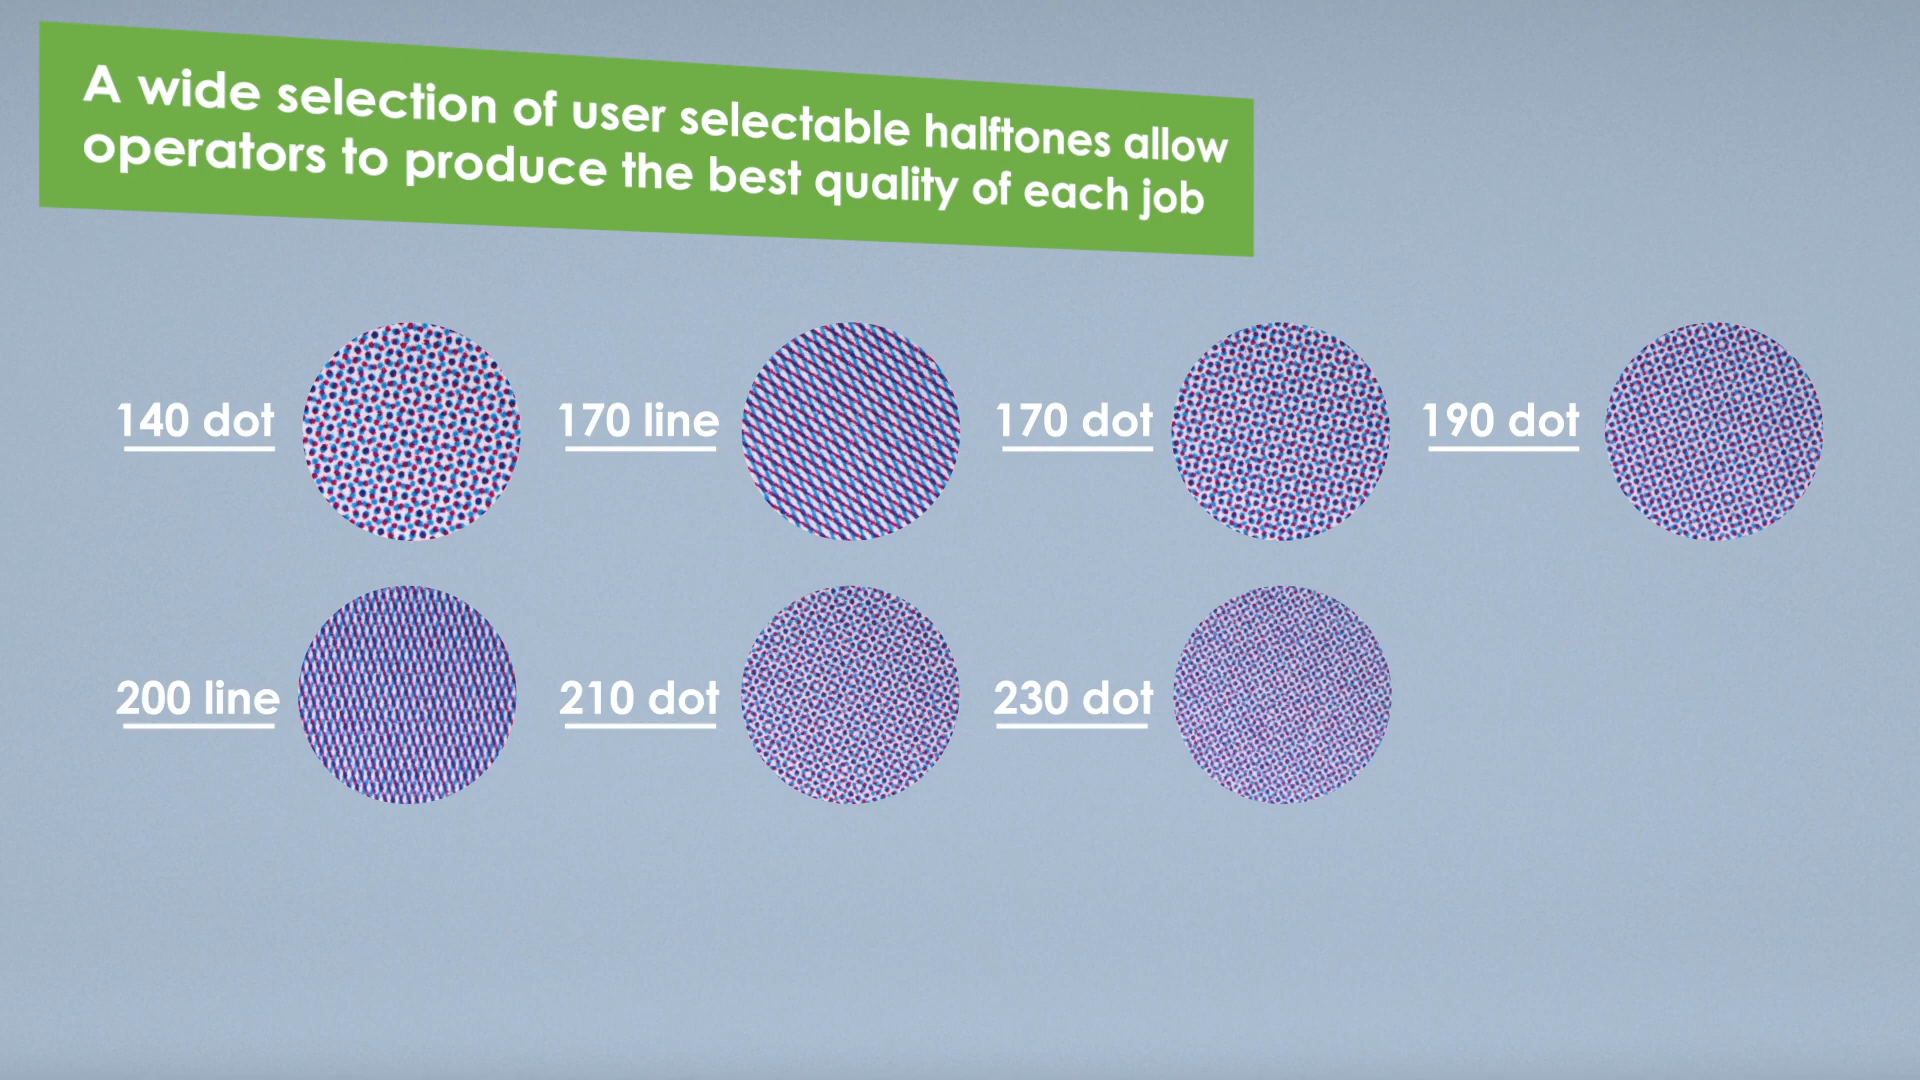 A wide selection of user selectable halftones allow
operators to produce the best quality of each job
140 dot
170 line
170 dot
190 dot
200 line
210 dot
230 dot